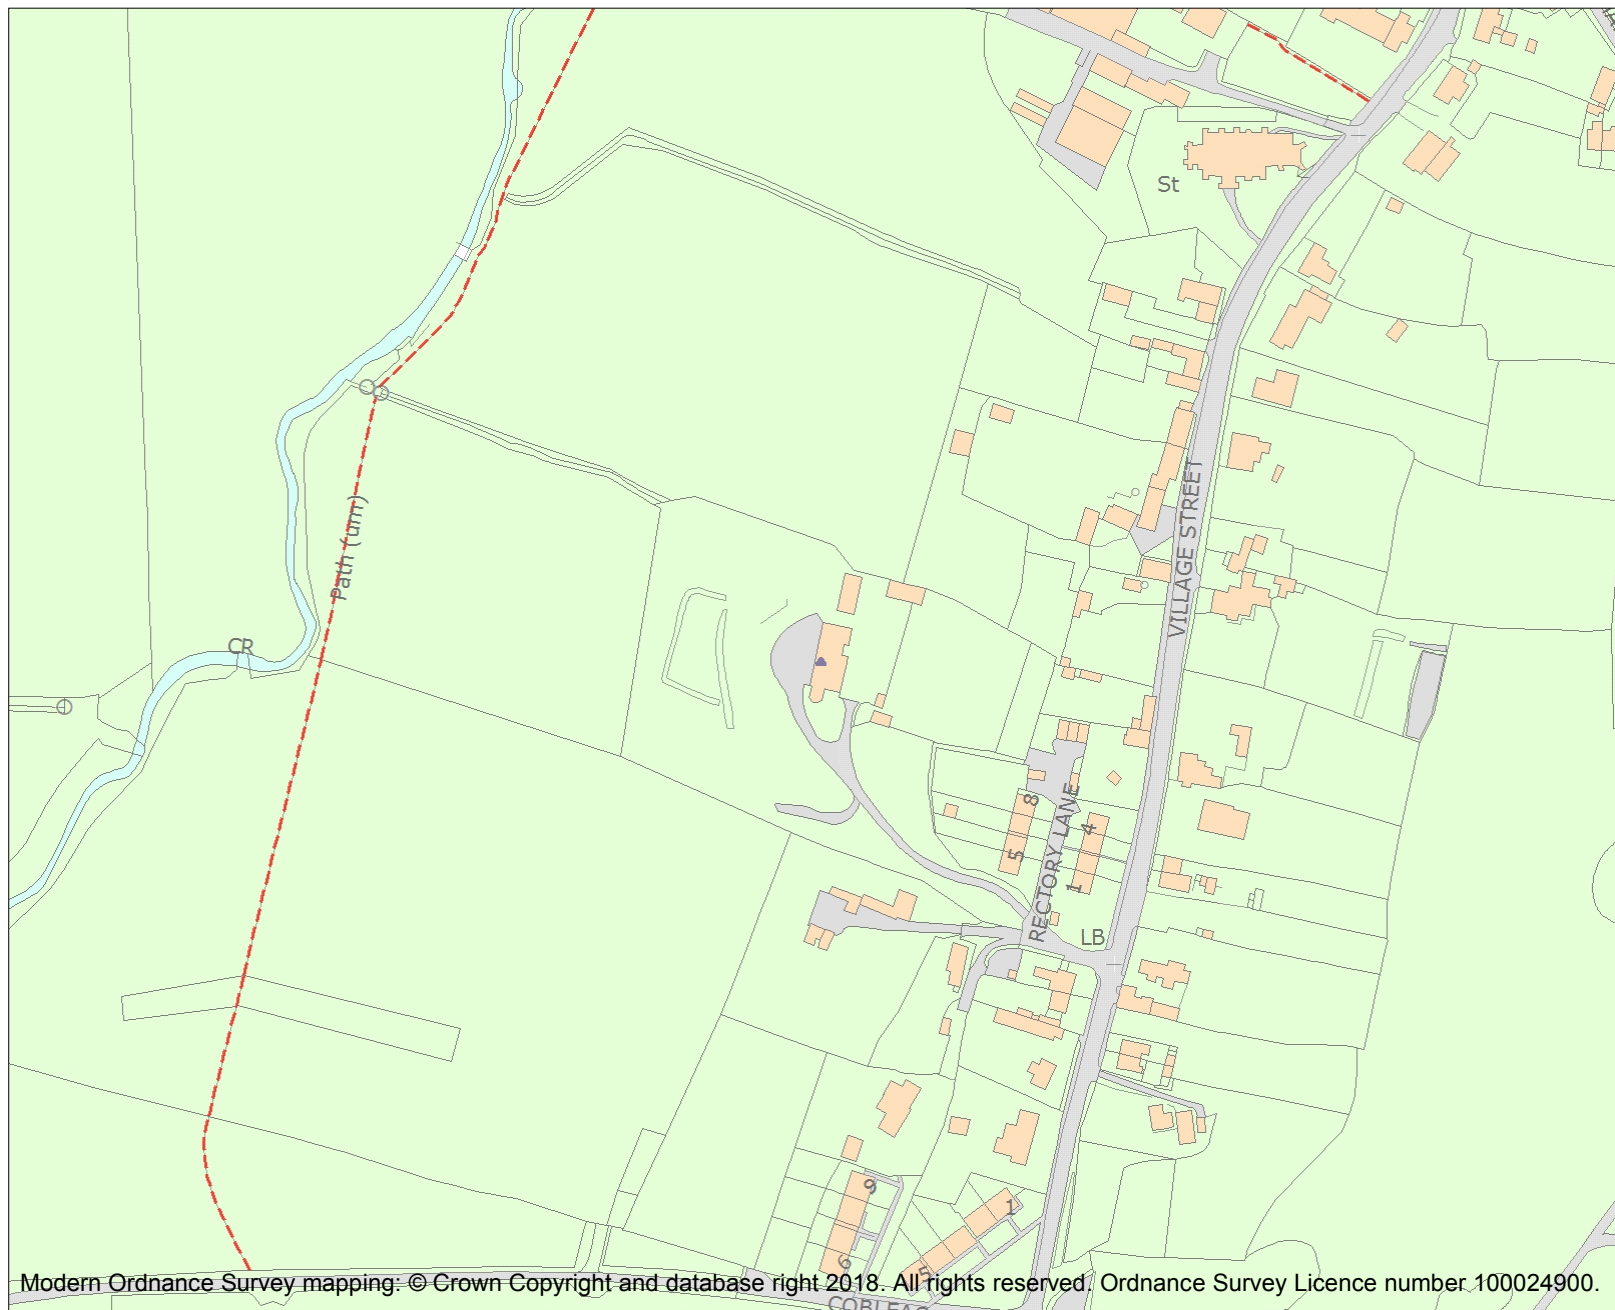 St
VILLAGE STREET
Path (um)
CR
8
RECTORY LANE
4
5
1
LB
9
1
6
5
Modern Ordnance Survey mapping: © Crown Copyright and database right 2018. All rights reserved. Ordnance Survey Licence number 100024900.